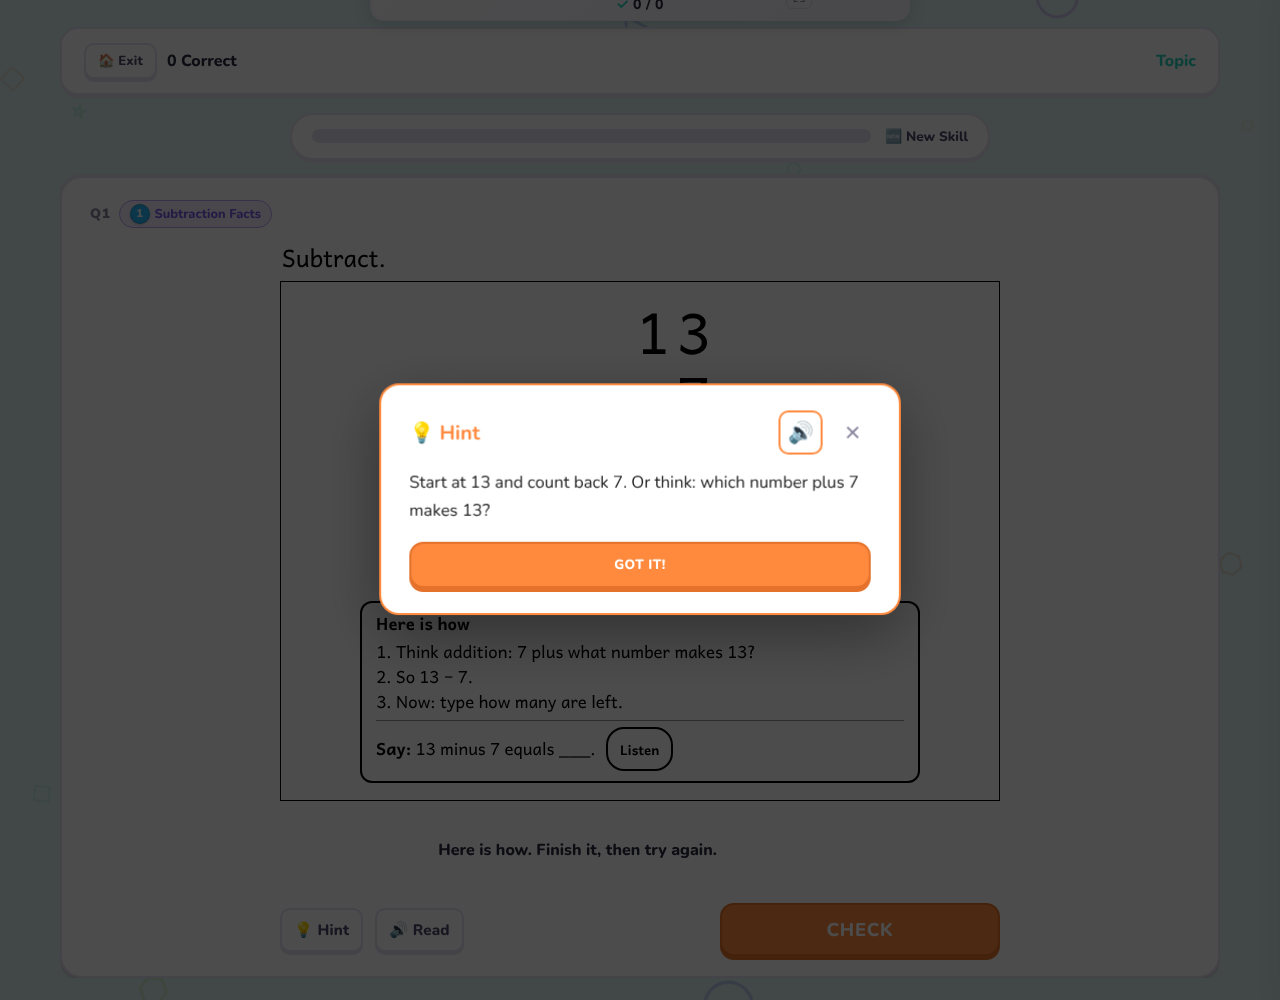 0 / 0
Exit
0 Correct
Topic
New Skill
Q1
1
Subtraction Facts
Subtract.
13
Hint
Start at 13 and count back 7. Or think: which number plus 7
makes 13?
GOT IT!
Here is how
1. Think addition: 7 plus what number makes 13?
2. So 13 − 7.
3. Now: type how many are left.
Say: 13 minus 7 equals ____.
Listen
Here is how. Finish it, then try again.
Hint
Read
CHECK